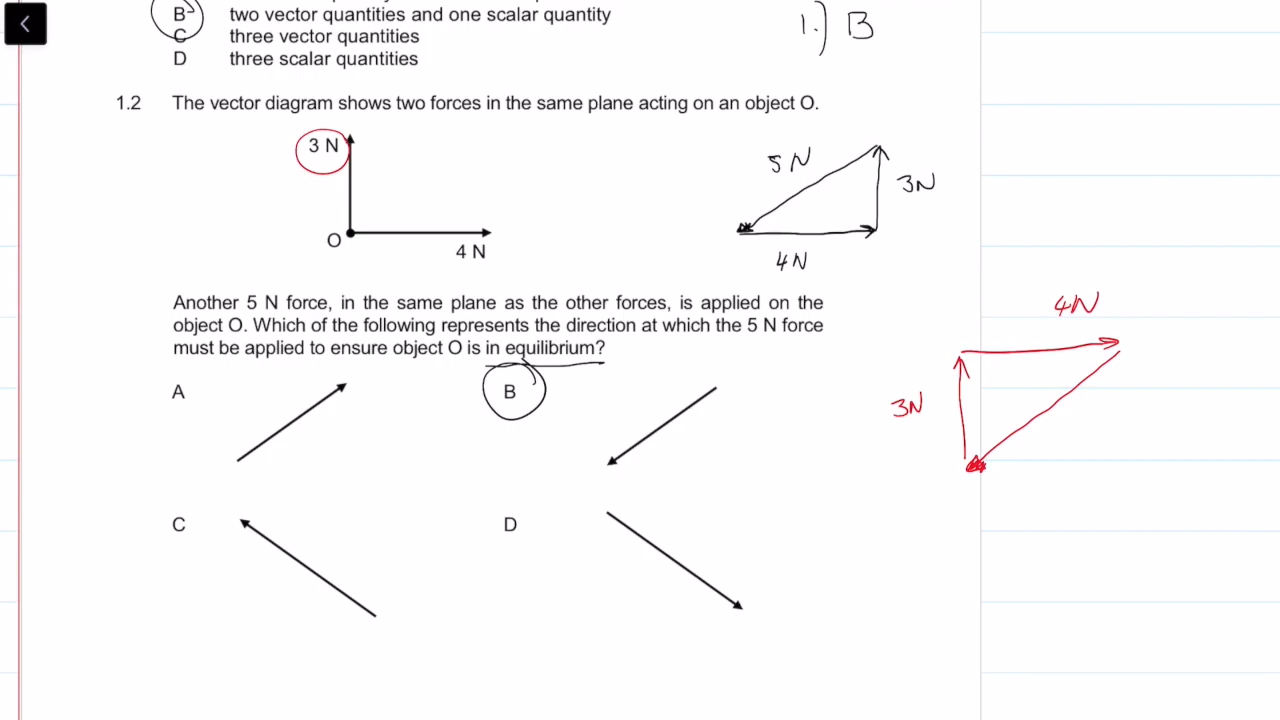 B two vector quantities and one scalar quantity
C three vector quantities
D three scalar quantities
1.) B
1.2 The vector diagram shows two forces in the same plane acting on an object O.
3 N
O
4 N
5 N
3N
4N
Another 5 N force, in the same plane as the other forces, is applied on the
object O. Which of the following represents the direction at which the 5 N force
must be applied to ensure object O is in equilibrium?
A
B
C
D
4N
3N